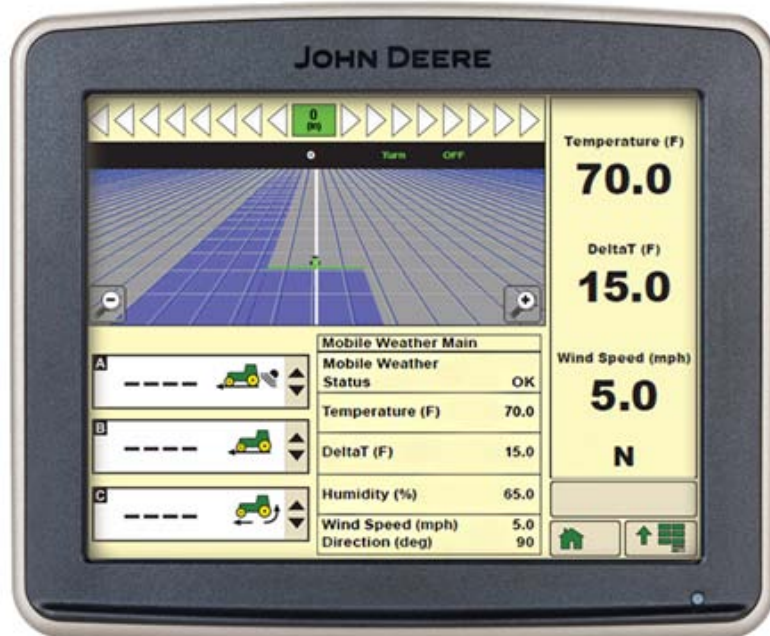 JOHN DEERE
0
(in)
Turn OFF
Temperature (F)
70.0
DeltaT (F)
15.0
Wind Speed (mph)
5.0
N
A
----
B
----
C
----
Mobile Weather Main
Mobile Weather
Status OK
Temperature (F) 70.0
DeltaT (F) 15.0
Humidity (%) 65.0
Wind Speed (mph) 5.0
Direction (deg) 90